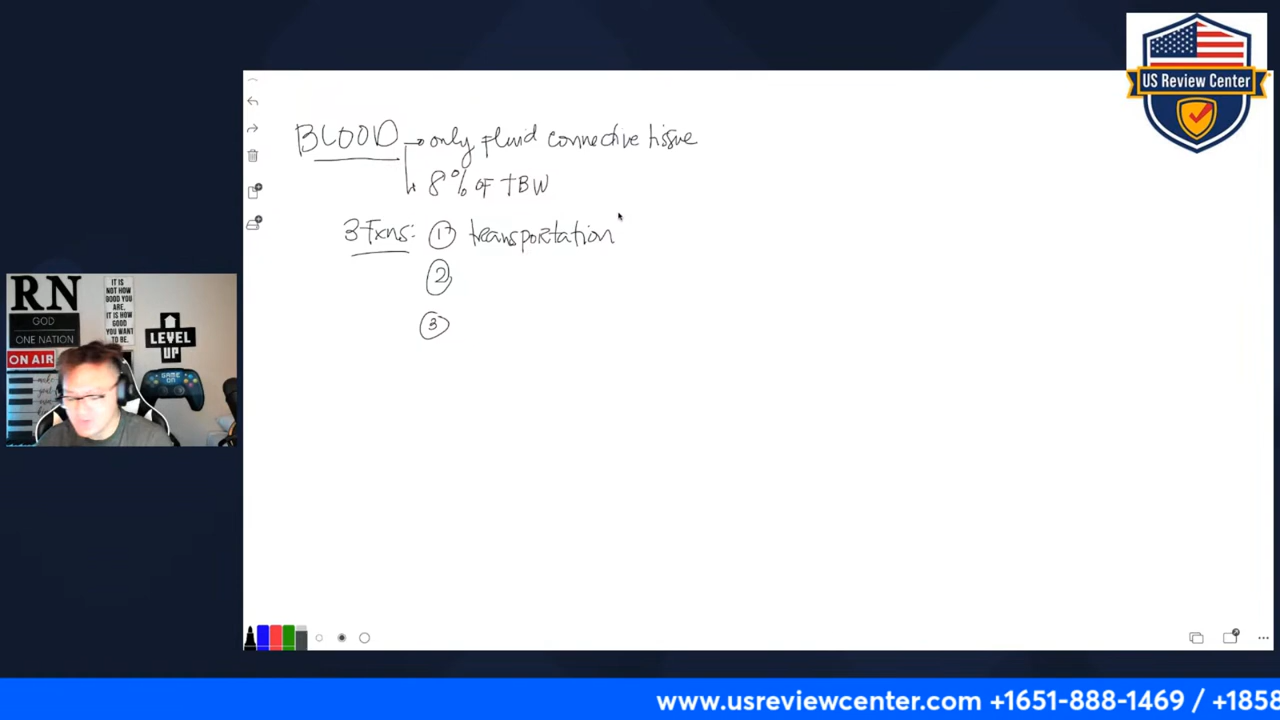 US Review Center
BLOOD → only fluid connective tissue
8% OF TBW
3 Fxns: ① transportation
②
③
RN
GOD
ONE NATION
ON AIR
IT IS
NOT HOW
GOOD YOU
ARE,
IT IS HOW
GOOD
YOU WANT
TO BE.
LEVEL
UP
GAME
ON
www.usreviewcenter.com +1651-888-1469 / +1858